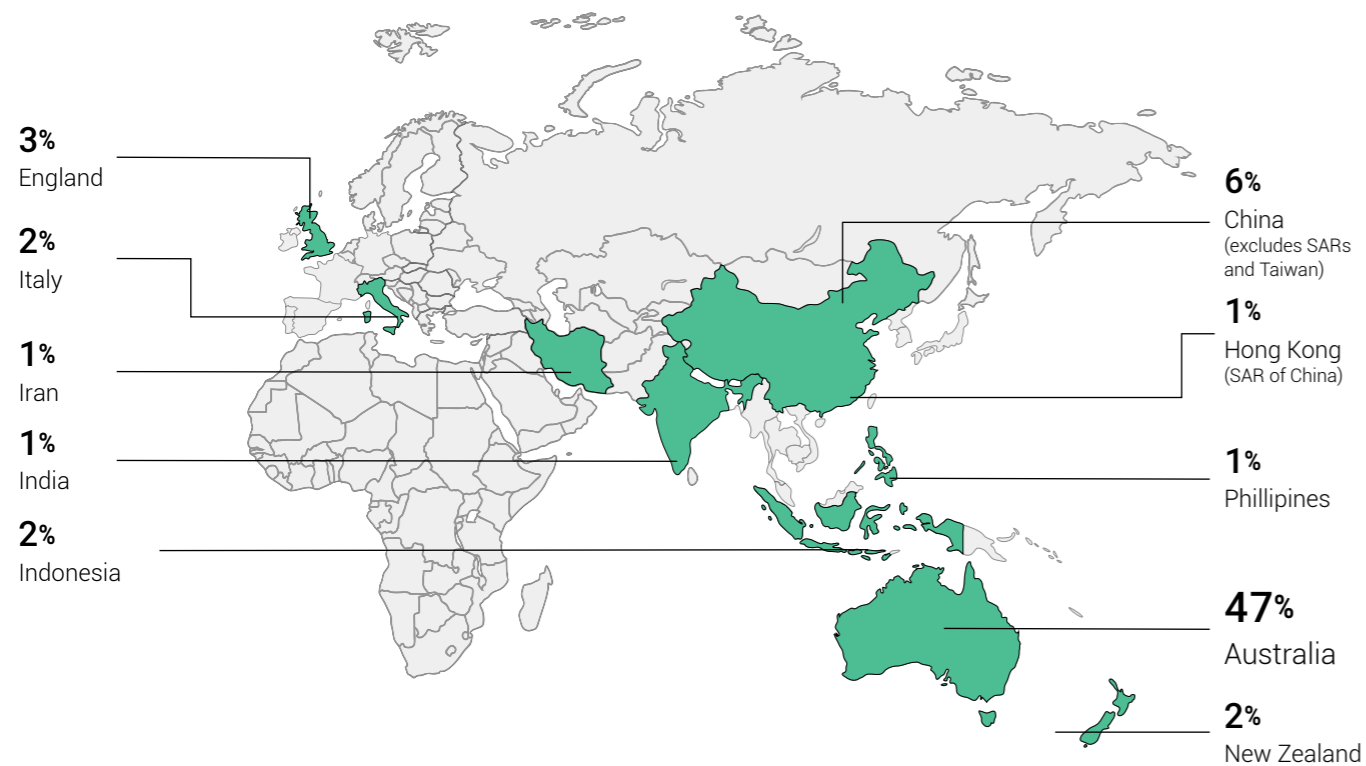 3%
England
2%
Italy
1%
Iran
1%
India
2%
Indonesia
6%
China
(excludes SARs
and Taiwan)
1%
Hong Kong
(SAR of China)
1%
Phillipines
47%
Australia
2%
New Zealand